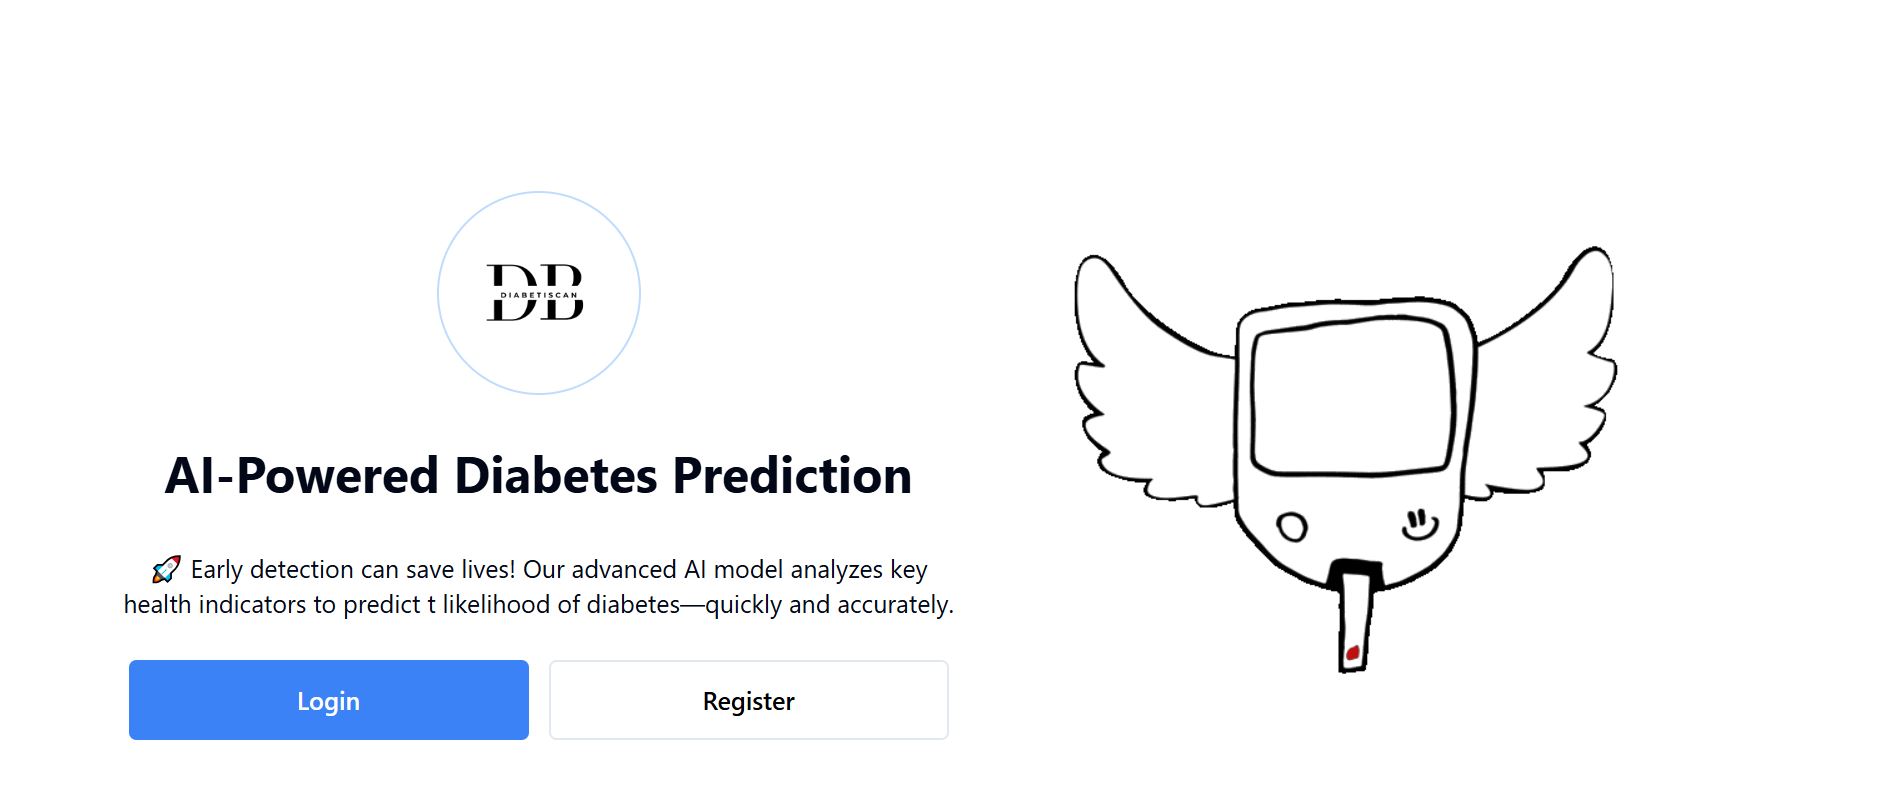 DB
DIABETISCAN
AI-Powered Diabetes Prediction
🚀 Early detection can save lives! Our advanced AI model analyzes key
health indicators to predict t likelihood of diabetes—quickly and accurately.
Login
Register